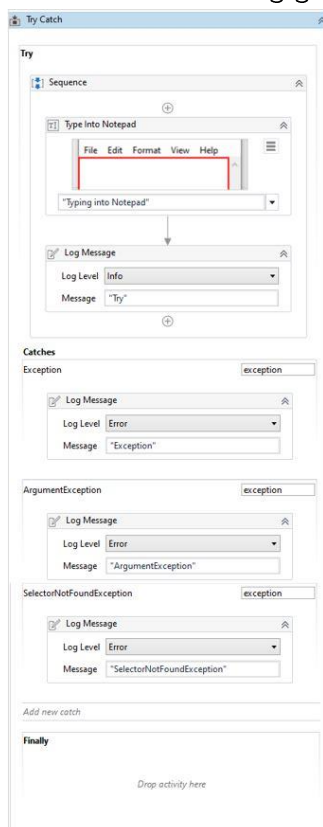 Try Catch
Try
Sequence
Type Into Notepad
File Edit Format View Help
"Typing into Notepad"
Log Message
Log Level Info
Message "Try"
Catches
Exception exception
Log Message
Log Level Error
Message "Exception"
ArgumentException exception
Log Message
Log Level Error
Message "ArgumentException"
SelectorNotFoundException exception
Log Message
Log Level Error
Message "SelectorNotFoundException"
Add new catch
Finally
Drop activity here